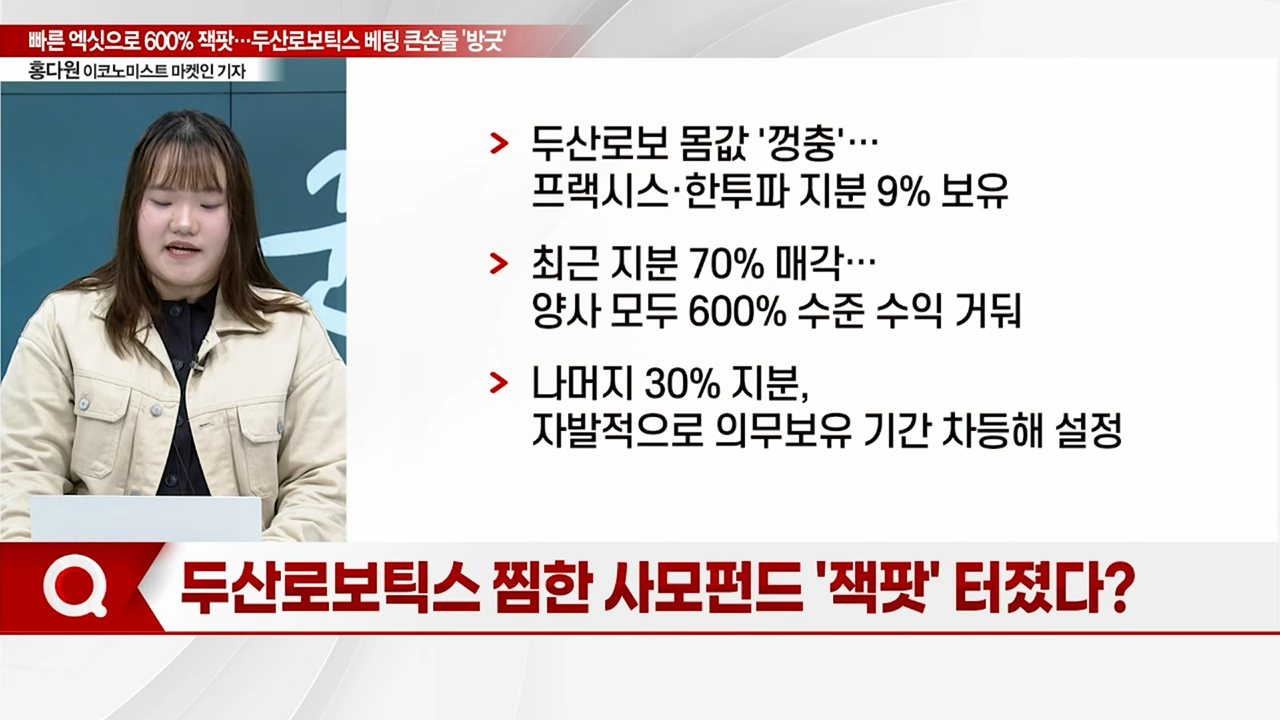 빠른 엑싯으로 600% 잭팟…두산로보틱스 베팅 큰손들 '방긋'
홍다원 이코노미스트 마켓인 기자
> 두산로보 몸값 '껑충'…
프랙시스·한투파 지분 9% 보유
> 최근 지분 70% 매각…
양사 모두 600% 수준 수익 거둬
> 나머지 30% 지분,
자발적으로 의무보유 기간 차등해 설정
Q 두산로보틱스 찜한 사모펀드 '잭팟' 터졌다?